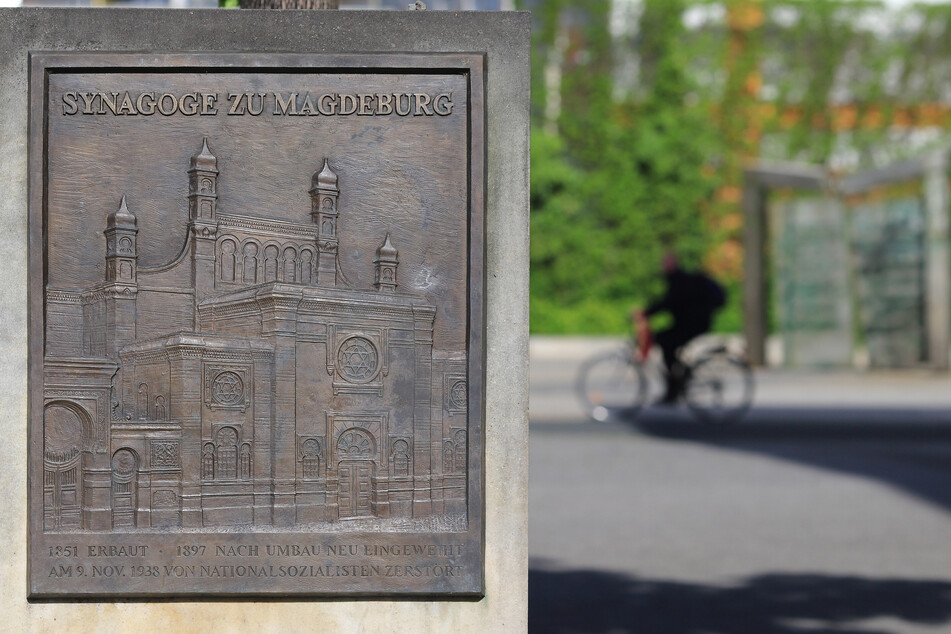 SYNAGOGE ZU MAGDEBURG
1851 ERBAUT · 1897 NACH UMBAU NEU EINGEWEIHT
AM 9. NOV. 1938 VON NATIONALSOZIALISTEN ZERSTÖRT